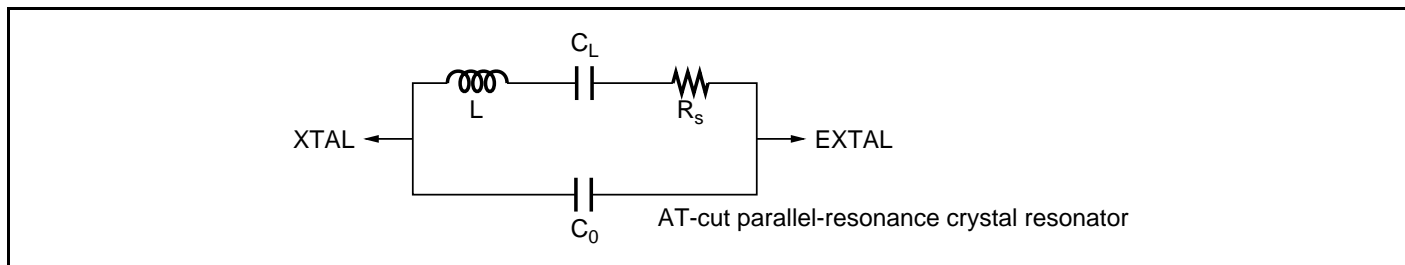 C_L
L
R_s
XTAL
EXTAL
C_0
AT-cut parallel-resonance crystal resonator